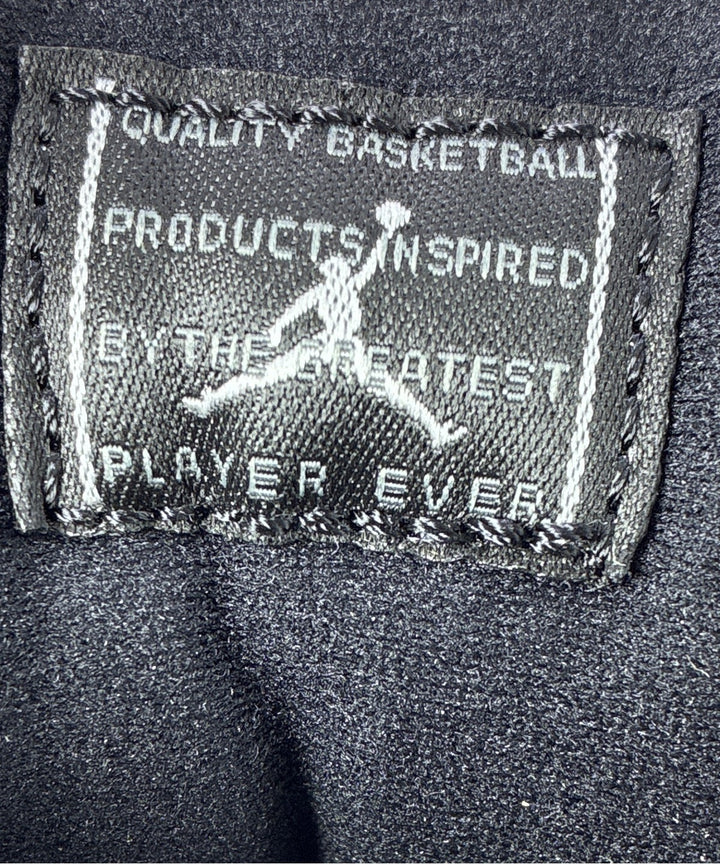 QUALITY BASKETBALL
PRODUCTS INSPIRED
BY THE GREATEST
PLAYER EVER